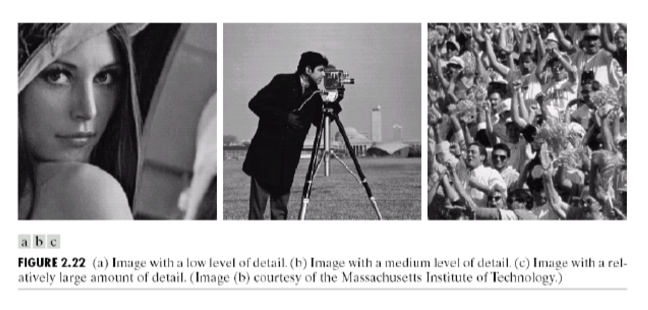 a b c
FIGURE 2.22 (a) Image with a low level of detail. (b) Image with a medium level of detail. (c) Image with a rel-
atively large amount of detail. (Image (b) courtesy of the Massachusetts Institute of Technology.)